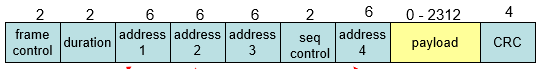 2 2 6 6 6 2 6 0 - 2312 4
frame control duration address 1 address 2 address 3 seq control address 4 payload CRC